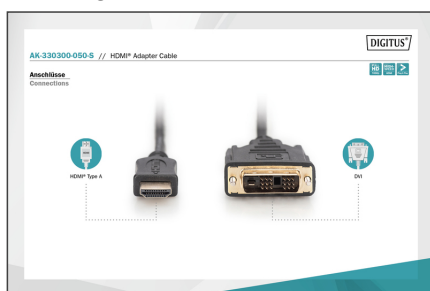 DIGITUS®
AK-330300-050-S // HDMI® Adapter Cable
Anschlüsse
Connections
HDMI® Type A
DVI